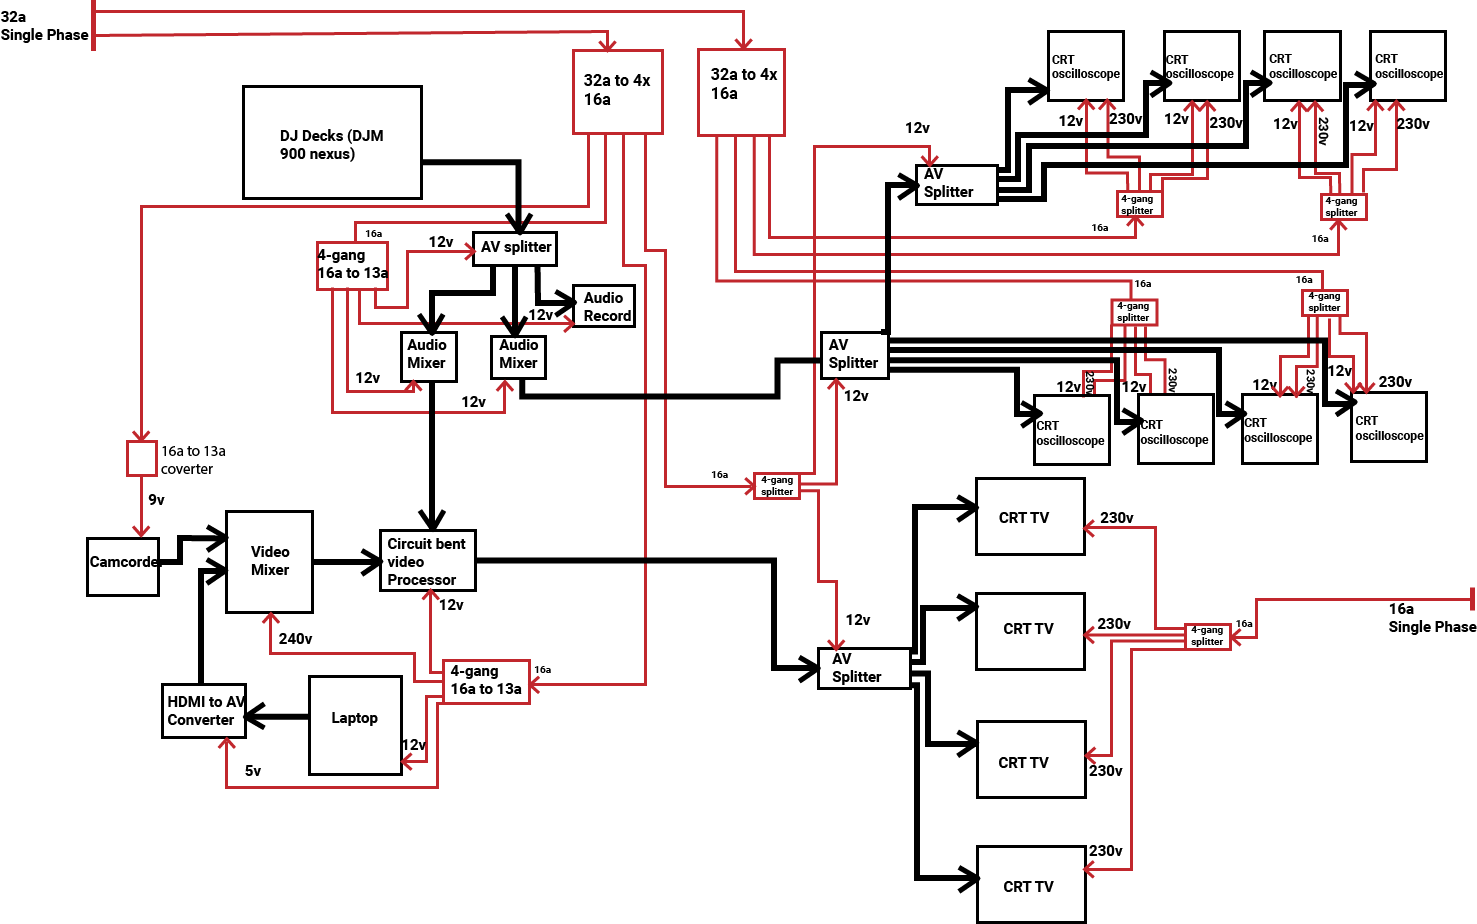 32a
Single Phase
32a to 4x
16a
32a to 4x
16a
CRT
oscilloscope
CRT
oscilloscope
CRT
oscilloscope
CRT
oscilloscope
12v
230v
12v
230v
12v
230v
12v
230v
DJ Decks (DJM
900 nexus)
12v
AV
Splitter
4-gang
splitter
4-gang
splitter
16a
16a
16a
4-gang
16a to 13a
12v
AV splitter
Audio
Record
12v
Audio
Mixer
Audio
Mixer
12v
12v
AV
Splitter
12v
16a
4-gang
splitter
16a
4-gang
splitter
12v
230v
12v
230v
12v
230v
12v
230v
CRT
oscilloscope
CRT
oscilloscope
CRT
oscilloscope
CRT
oscilloscope
16a to 13a
coverter
9v
16a
4-gang
splitter
Camcorder
Video
Mixer
Circuit bent
video
Processor
12v
240v
4-gang
16a to 13a
16a
HDMI to AV
Converter
Laptop
12v
5v
12v
AV
Splitter
CRT TV
230v
CRT TV
230v
CRT TV
230v
CRT TV
230v
4-gang
splitter
16a
16a
Single Phase